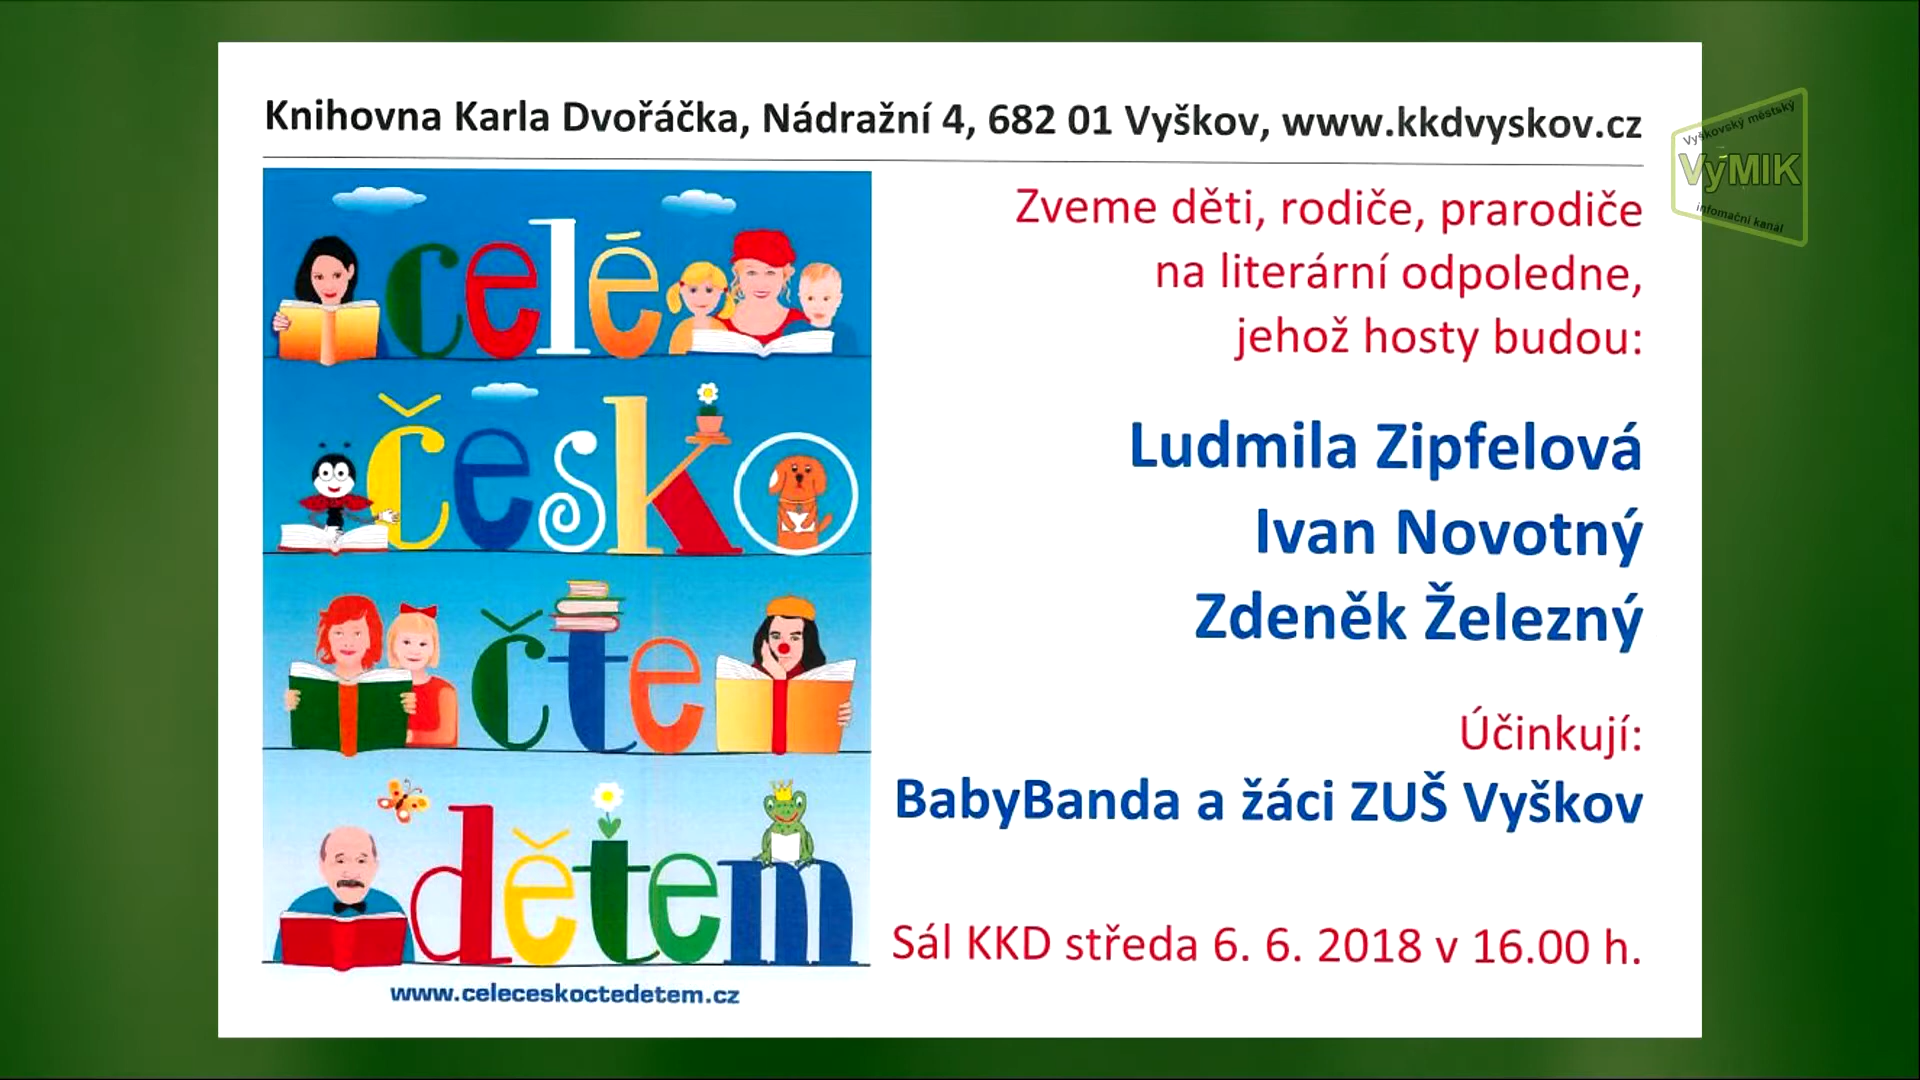 Knihovna Karla Dvořáčka, Nádražní 4, 682 01 Vyškov, www.kkdvyskov.cz
celé
česko
čte
dětem
www.celeceskoctedetem.cz
Zveme děti, rodiče, prarodiče
na literární odpoledne,
jehož hosty budou:
Ludmila Zipfelová
Ivan Novotný
Zdeněk Železný
Účinkují:
BabyBanda a žáci ZUŠ Vyškov
Sál KKD středa 6. 6. 2018 v 16.00 h.
Vyškovský městský
VyMIK
infomační kanál